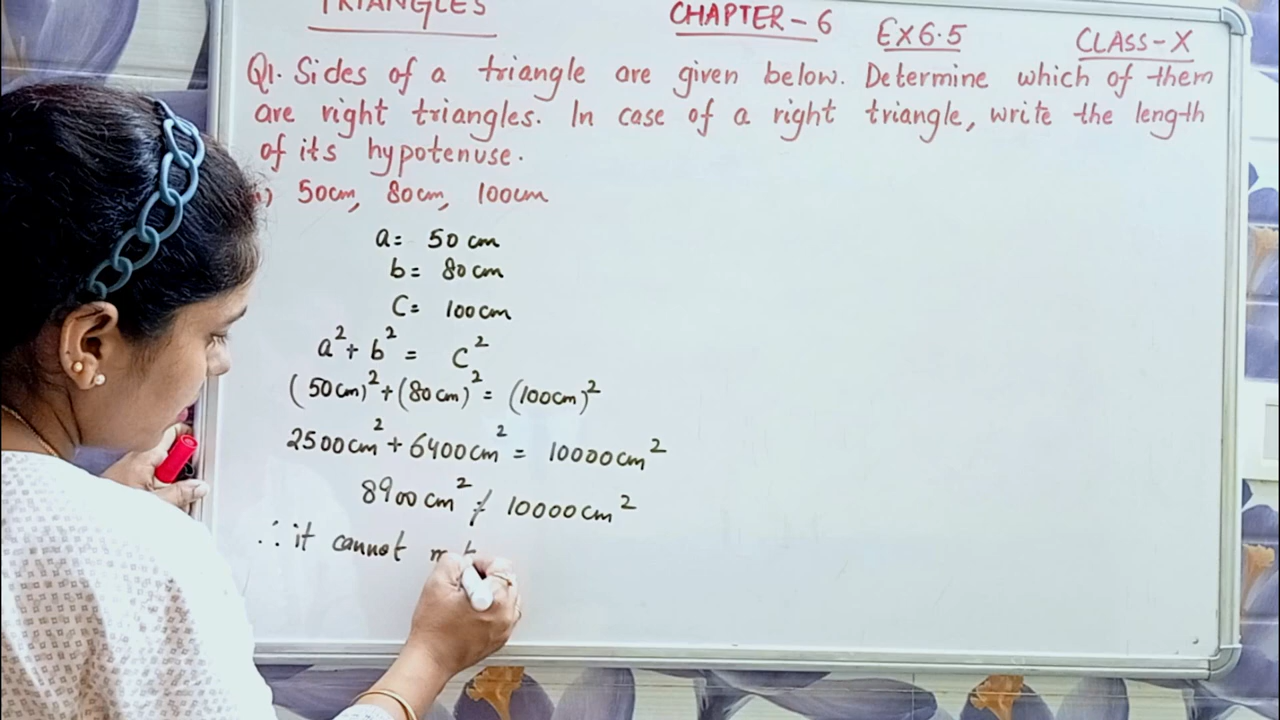 TRIANGLES CHAPTER-6 EX6.5 CLASS-X
Q1. Sides of a triangle are given below. Determine which of them
are right triangles. In case of a right triangle, write the length
of its hypotenuse.
) 50cm, 80cm, 100cm
a= 50 cm
b= 80 cm
C= 100cm
a²+ b² = C²
(50cm)²+(80cm)² = (100cm)²
2500cm² + 6400cm² = 10000cm²
8900cm² ≠ 10000cm²
∴ it cannot